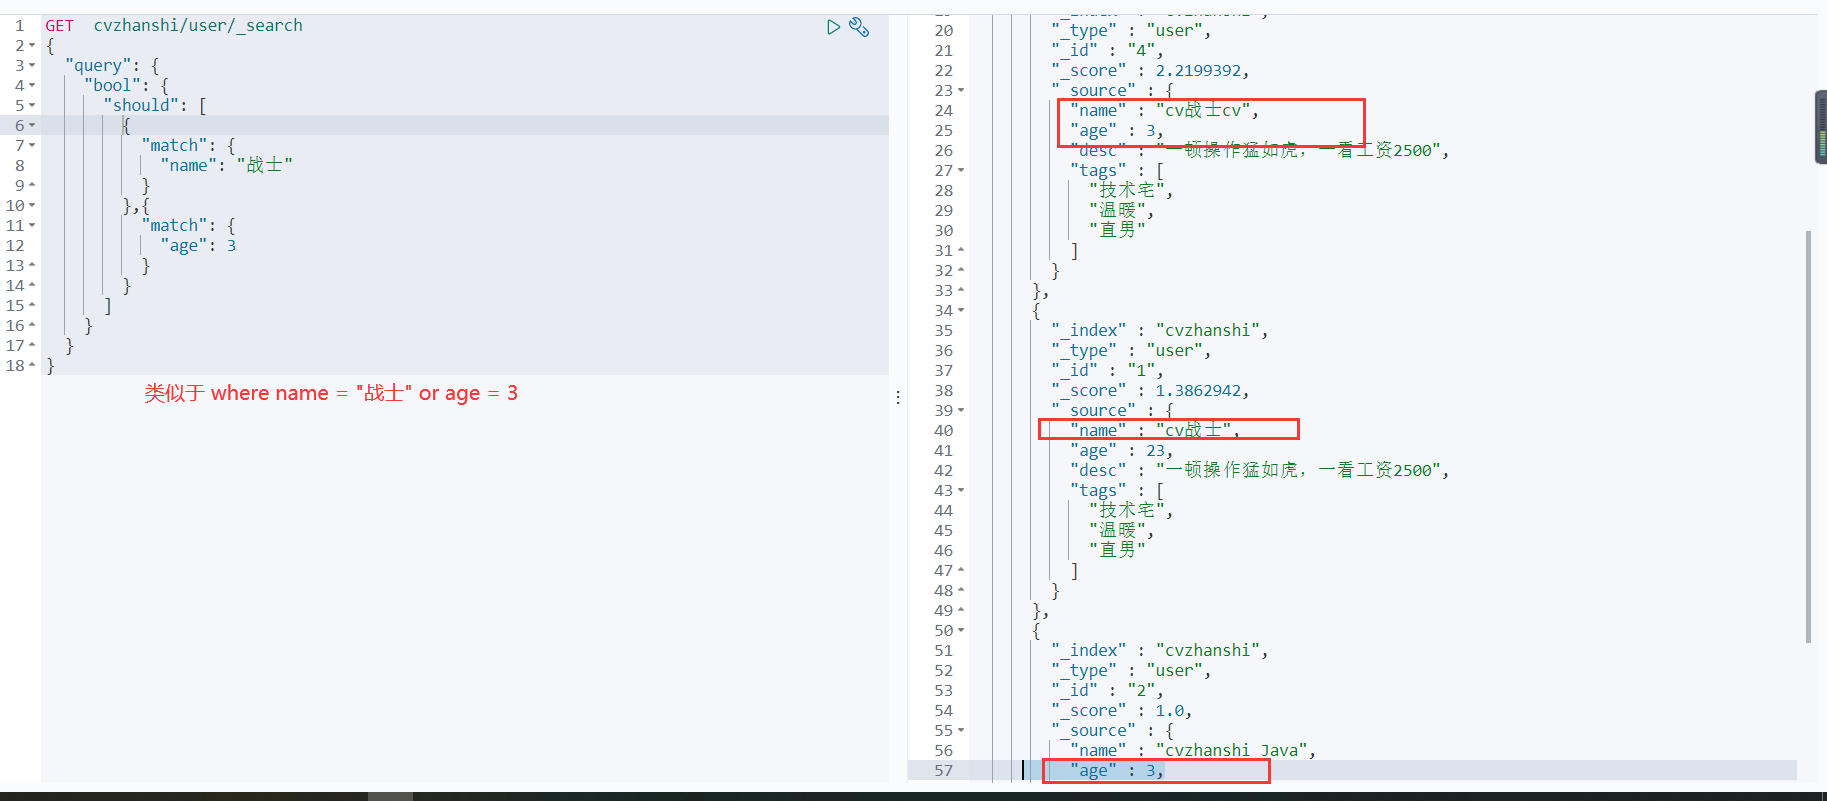 1 GET  cvzhanshi/user/_search
2 {
3 "query": {
4 "bool": {
5 "should": [
6 {
7 "match": {
8 "name": "战士"
9 }
10 },{
11 "match": {
12 "age": 3
13 }
14 }
15 ]
16 }
17 }
18 }
类似于 where name = "战士" or age = 3
20 "_type" : "user",
21 "_id" : "4",
22 "_score" : 2.2199392,
23 "_source" : {
24 "name" : "cv战士cv",
25 "age" : 3,
26 "desc" : "一顿操作猛如虎，一看工资2500",
27 "tags" : [
28 "技术宅",
29 "温暖",
30 "直男"
31 ]
32 }
33 },
34 {
35 "_index" : "cvzhanshi",
36 "_type" : "user",
37 "_id" : "1",
38 "_score" : 1.3862942,
39 "_source" : {
40 "name" : "cv战士",
41 "age" : 23,
42 "desc" : "一顿操作猛如虎，一看工资2500",
43 "tags" : [
44 "技术宅",
45 "温暖",
46 "直男"
47 ]
48 }
49 },
50 {
51 "_index" : "cvzhanshi",
52 "_type" : "user",
53 "_id" : "2",
54 "_score" : 1.0,
55 "_source" : {
56 "name" : "cvzhanshi Java",
57 "age" : 3,